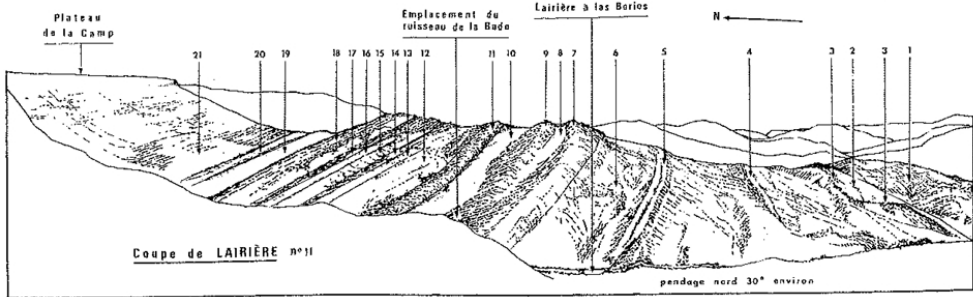 Plateau
de la Camp
Emplacement du
ruisseau de la Bade
Lairière à las Bories
N
21 20 19 18 17 16 15 14 13 12 11 10 9 8 7 6 5 4 3 2 3 1
Coupe de LAIRIÈRE n°11
pendage nord 30° environ